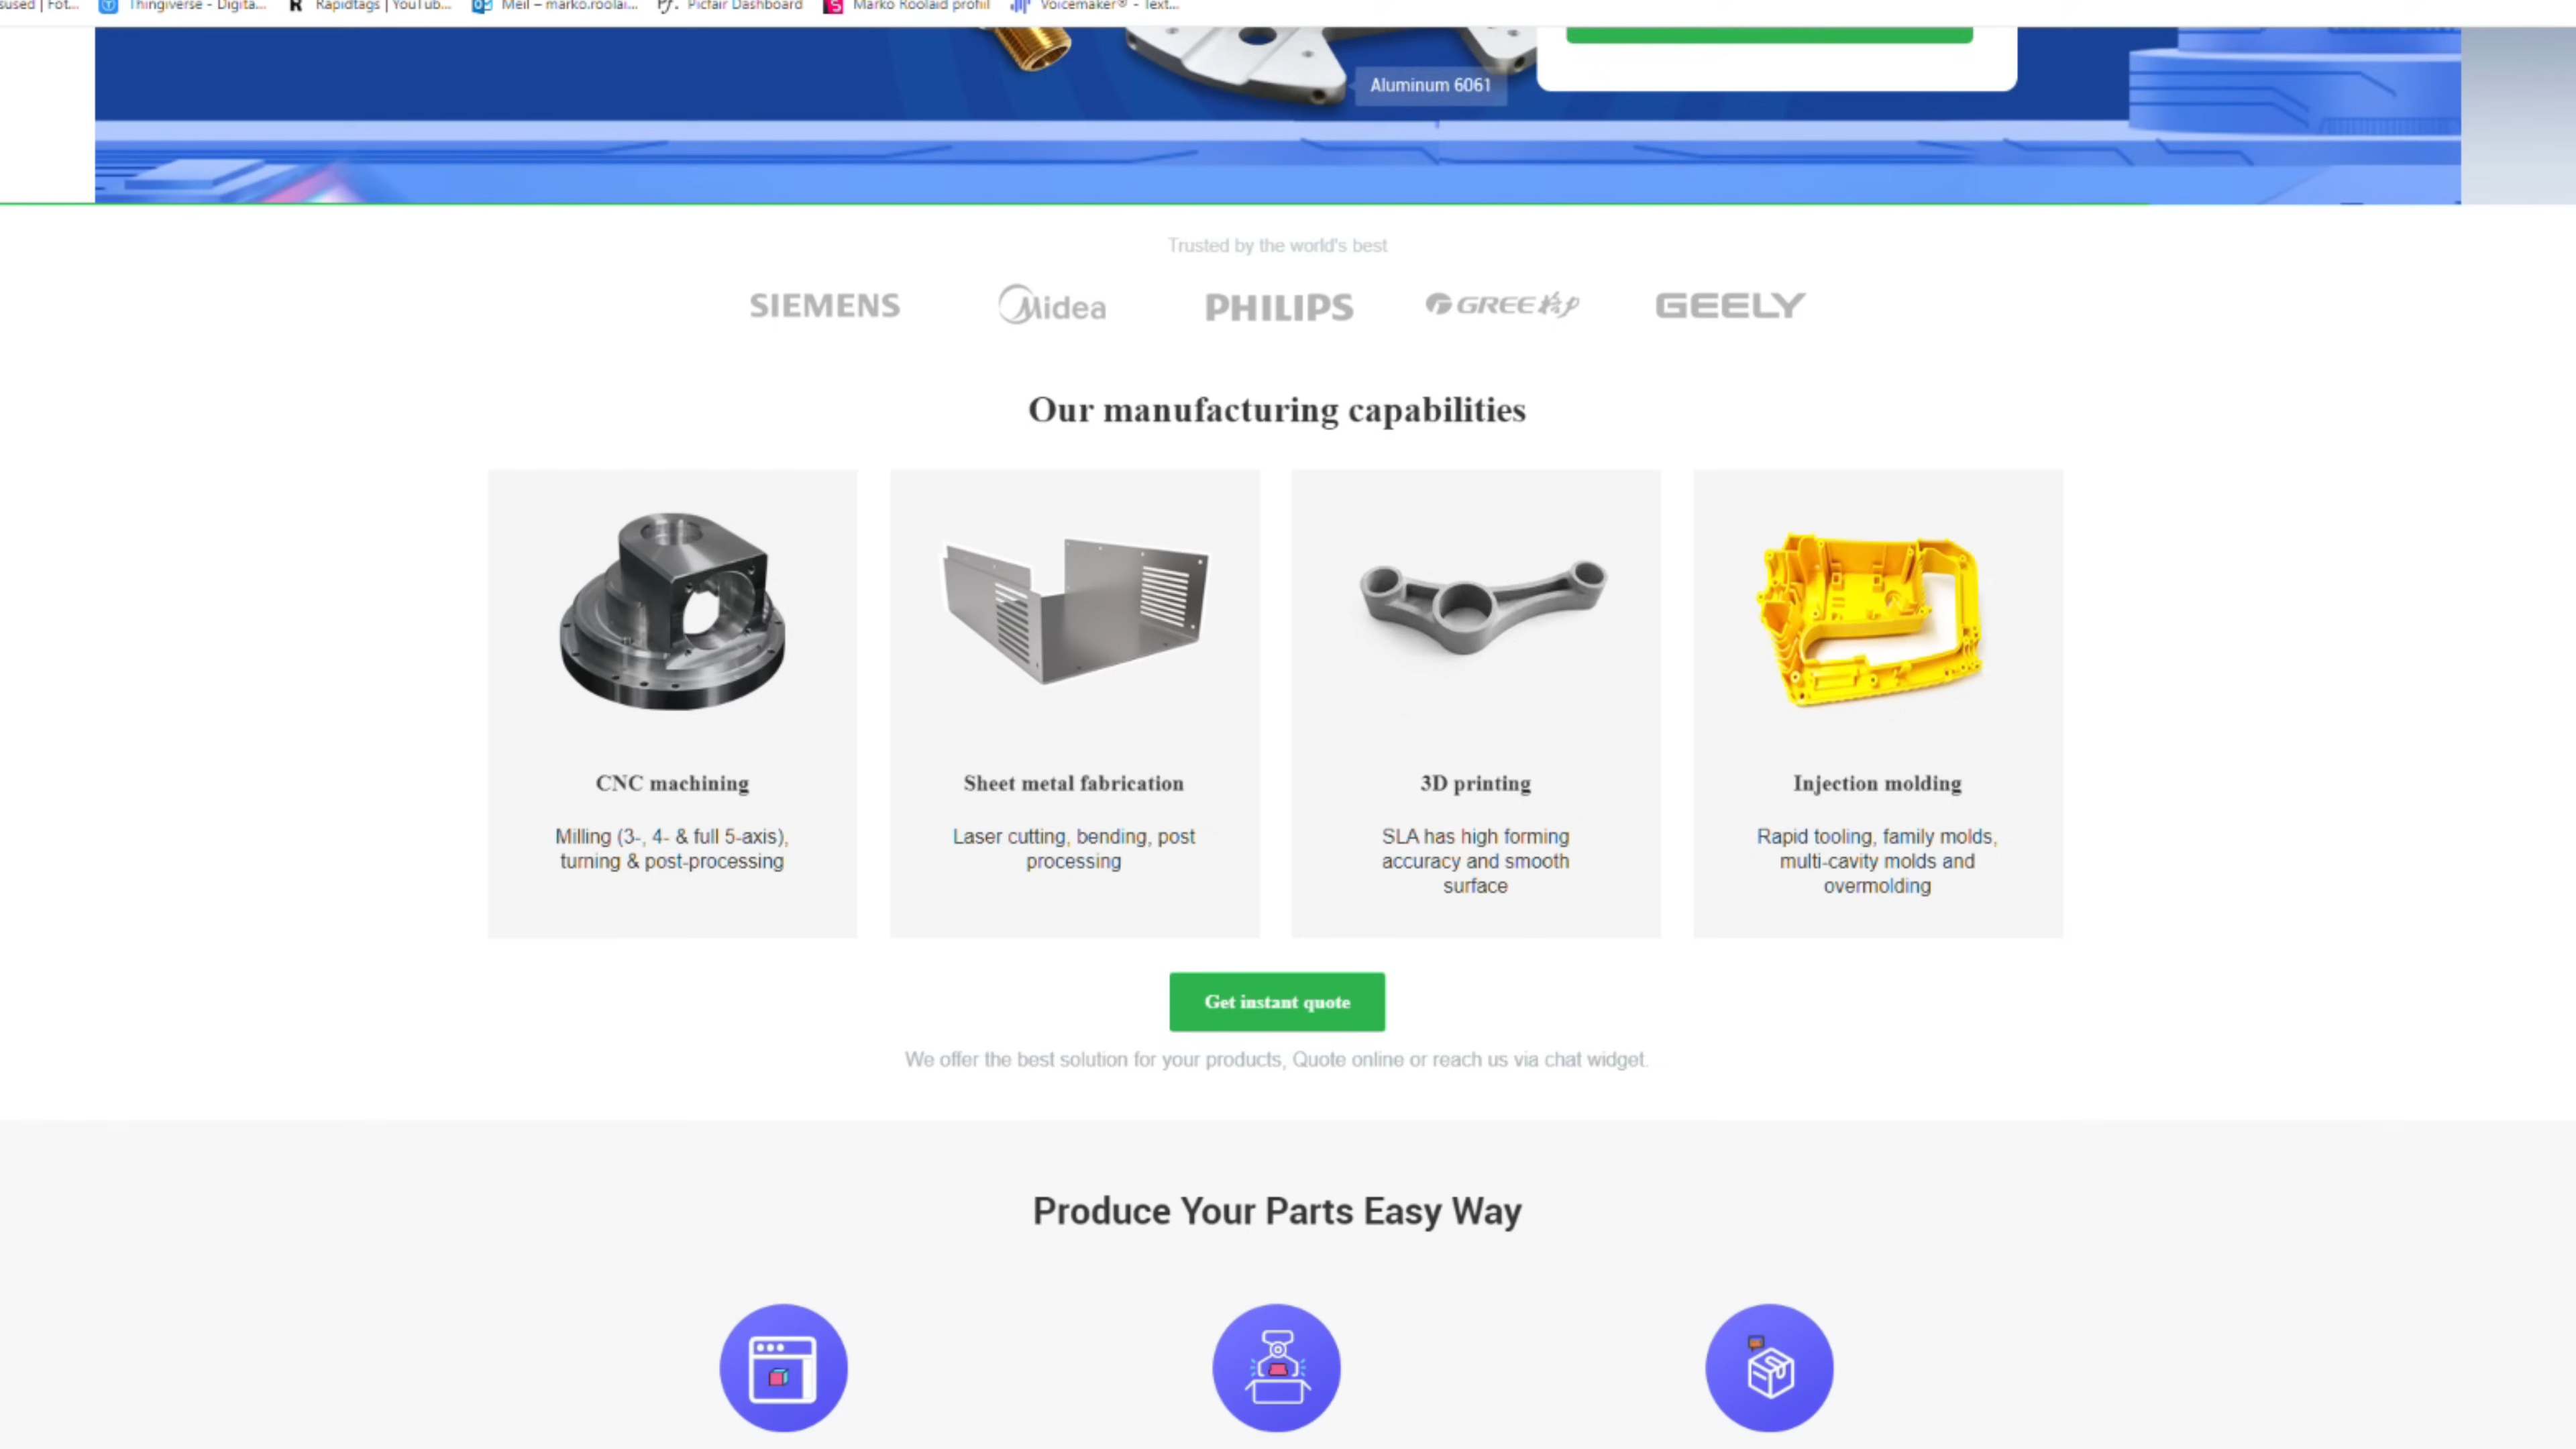 sused | Fot... Thingiverse - Digita... Rapidtags | YouTub... Meil – marko.roolai... Picfair Dashboard Marko Roolaid profiil Voicemaker® - Text...
Aluminum 6061
Trusted by the world's best
SIEMENS Midea PHILIPS GREE 格力 GEELY
Our manufacturing capabilities
CNC machining
Milling (3-, 4- & full 5-axis),
turning & post-processing
Sheet metal fabrication
Laser cutting, bending, post
processing
3D printing
SLA has high forming
accuracy and smooth
surface
Injection molding
Rapid tooling, family molds,
multi-cavity molds and
overmolding
Get instant quote
We offer the best solution for your products, Quote online or reach us via chat widget.
Produce Your Parts Easy Way